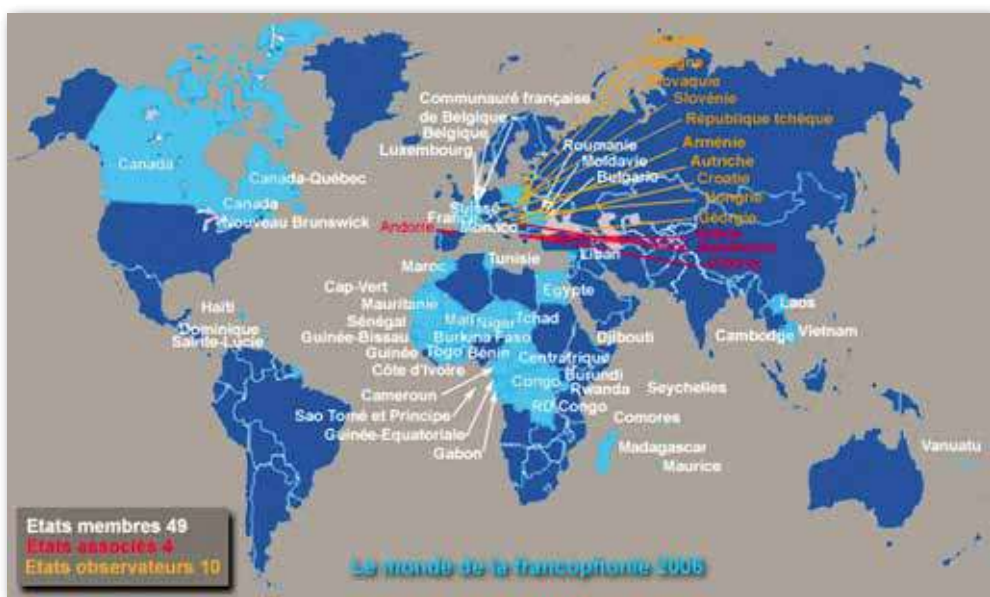 Slovaquie
Slovénie
République tchèque
Communauré française
de Belgique
Belgique
Luxembourg
Roumanie
Moldavie
Bulgarie
Arménie
Autriche
Croatie
Hongrie
Géorgie
Canada
Canada-Québec
Canada
Nouveau Brunswick
Suisse
France
Monaco
Andorre
Tunisie
Liban
Maroc
Egypte
Cap-Vert
Mauritanie
Haïti
Sénégal
Mali
Niger
Tchad
Laos
Dominique
Sainte-Lucie
Guinée-Bissau
Burkina Faso
Djibouti
Cambodge
Vietnam
Guinée
Togo
Bénin
Centrafrique
Côte d'Ivoire
Congo
Burundi
Cameroun
Rwanda
Seychelles
Sao Tomé et Principe
RD Congo
Comores
Guinée-Equatoriale
Gabon
Madagascar
Maurice
Vanuatu
Etats membres 49
Etats associés 4
Etats observateurs 10
Le monde de la francophonie 2006